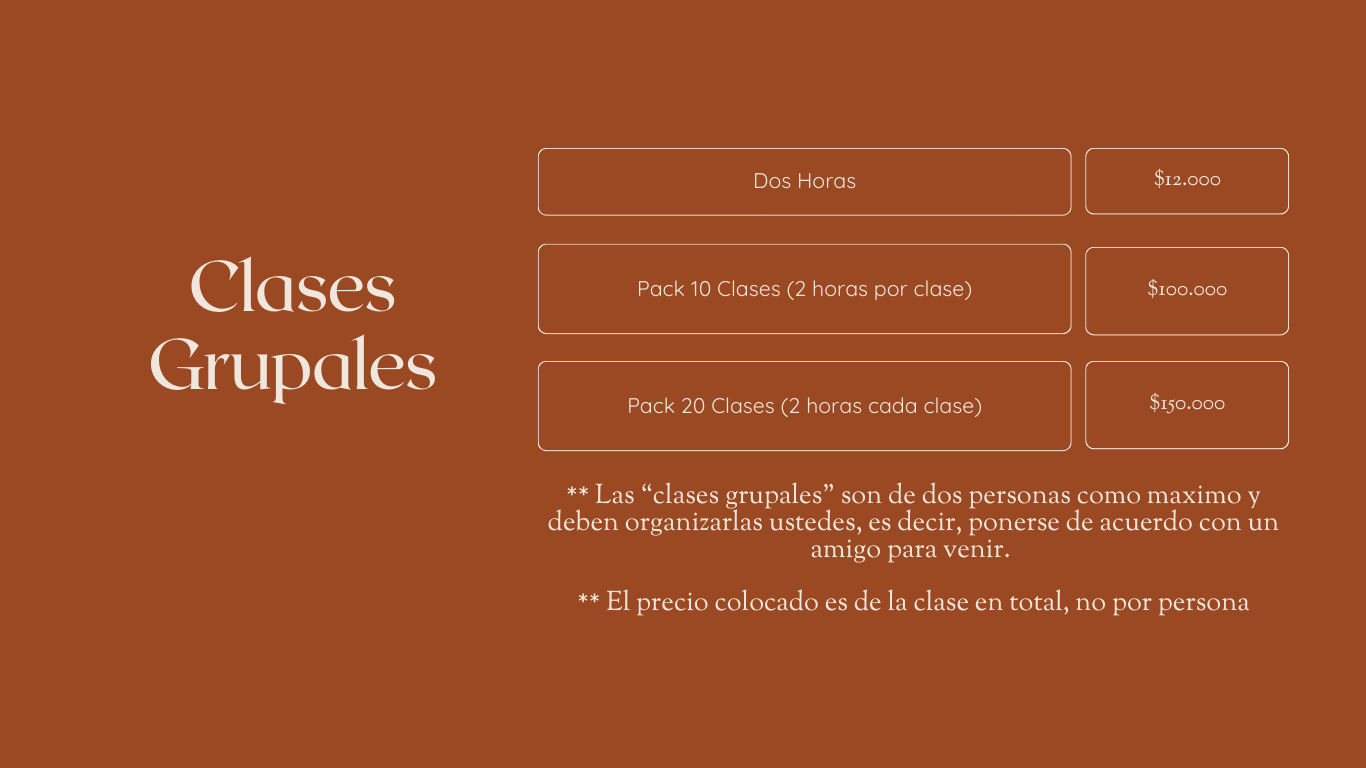 Clases
Grupales
Dos Horas
$12.000
Pack 10 Clases (2 horas por clase)
$100.000
Pack 20 Clases (2 horas cada clase)
$150.000
** Las “clases grupales” son de dos personas como maximo y
deben organizarlas ustedes, es decir, ponerse de acuerdo con un
amigo para venir.
** El precio colocado es de la clase en total, no por persona